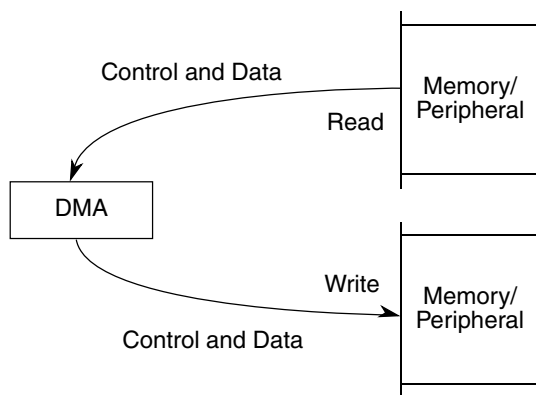 Control and Data
Memory/
Peripheral
Read
DMA
Write
Memory/
Peripheral
Control and Data